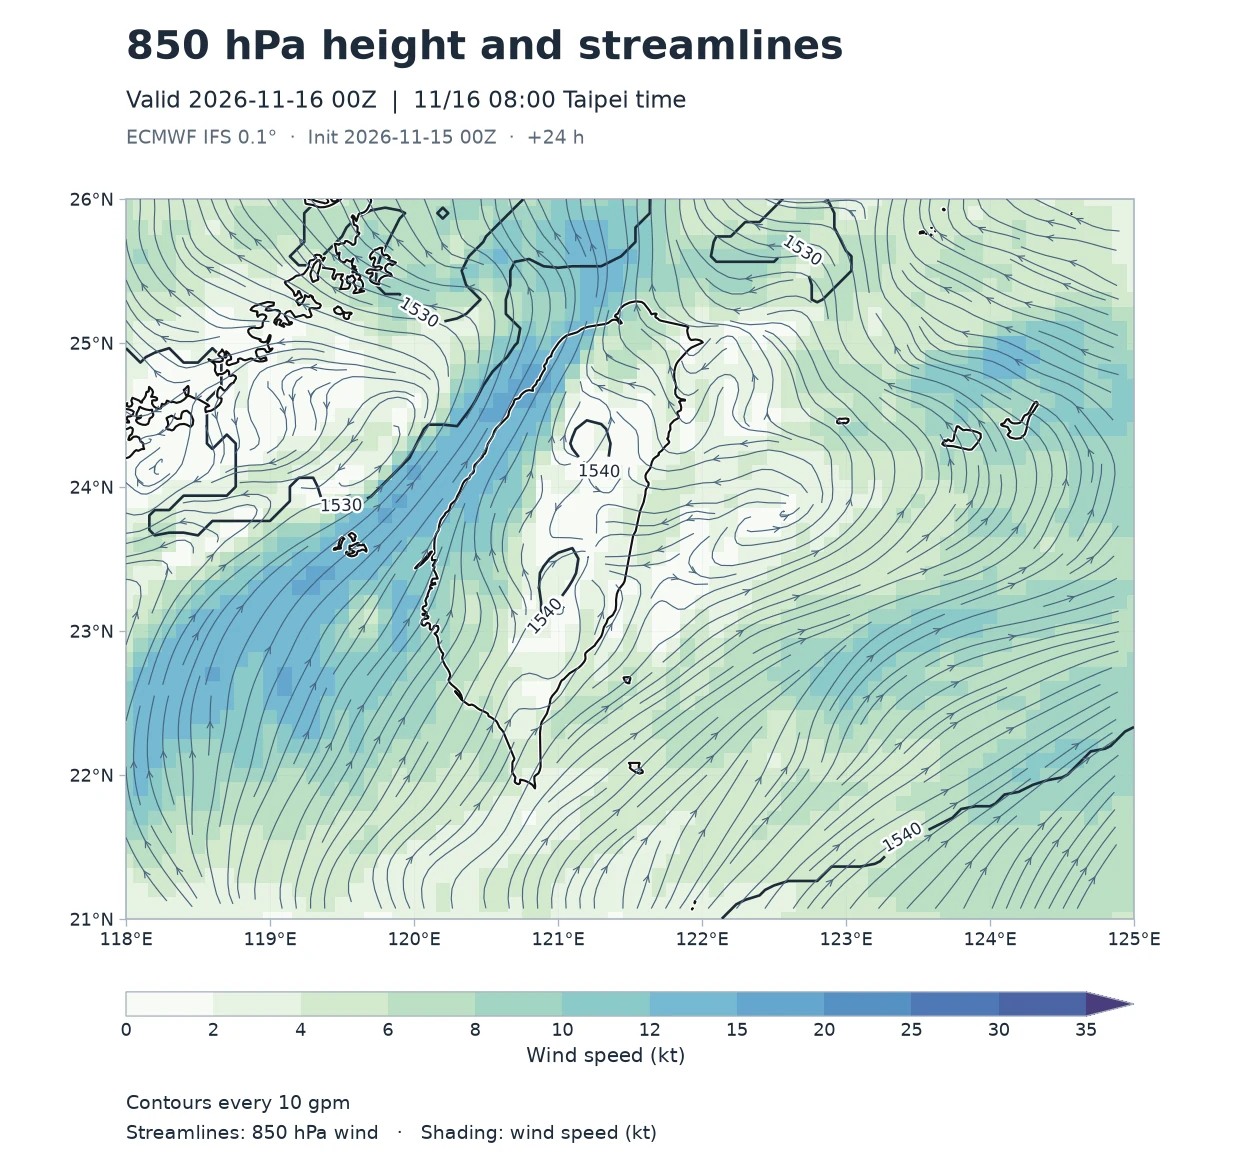 850 hPa height and streamlines
Valid 2026-11-16 00Z | 11/16 08:00 Taipei time
ECMWF IFS 0.1° · Init 2026-11-15 00Z · +24 h
26°N
1530
1530
25°N
1540
24°N
1530
23°N
1540
22°N
1540
21°N
118°E 119°E 120°E 121°E 122°E 123°E 124°E 125°E
0 2 4 6 8 10 12 15 20 25 30 35
Wind speed (kt)
Contours every 10 gpm
Streamlines: 850 hPa wind · Shading: wind speed (kt)